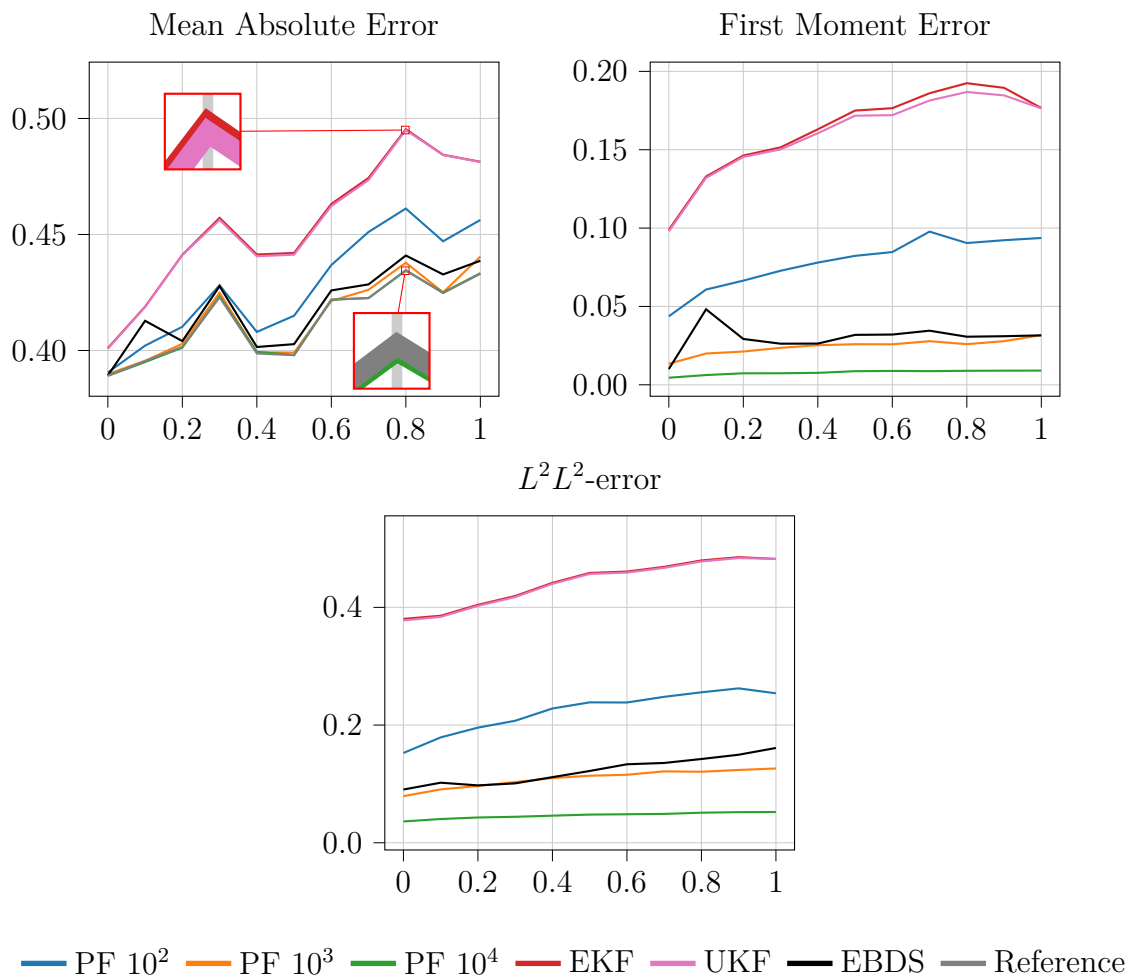 Mean Absolute Error
0.50
0.45
0.40
0 0.2 0.4 0.6 0.8 1
First Moment Error
0.20
0.15
0.10
0.05
0.00
0 0.2 0.4 0.6 0.8 1
L²L²-error
0.4
0.2
0.0
0 0.2 0.4 0.6 0.8 1
PF 10² PF 10³ PF 10⁴ EKF UKF EBDS Reference